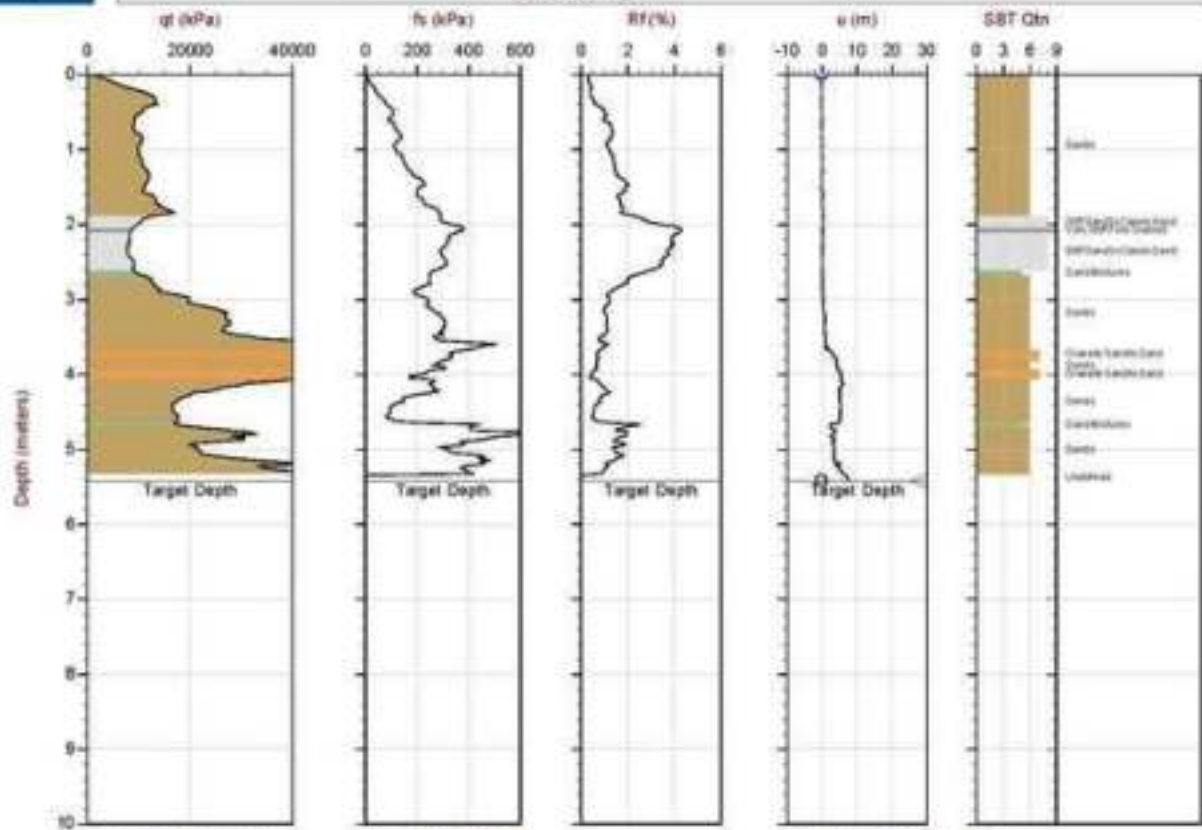 qt (kPa) fs (kPa) Rf (%) u (m) SBT Qtn
0 20000 40000 0 200 400 600 0 2 4 6 -10 0 10 20 30 0 3 6 9
0
1
Sands
2
3
Sands
4
Sands
5
Sands
Undefined
Target Depth Target Depth Target Depth Target Depth
6
7
8
9
10
Depth (meters)